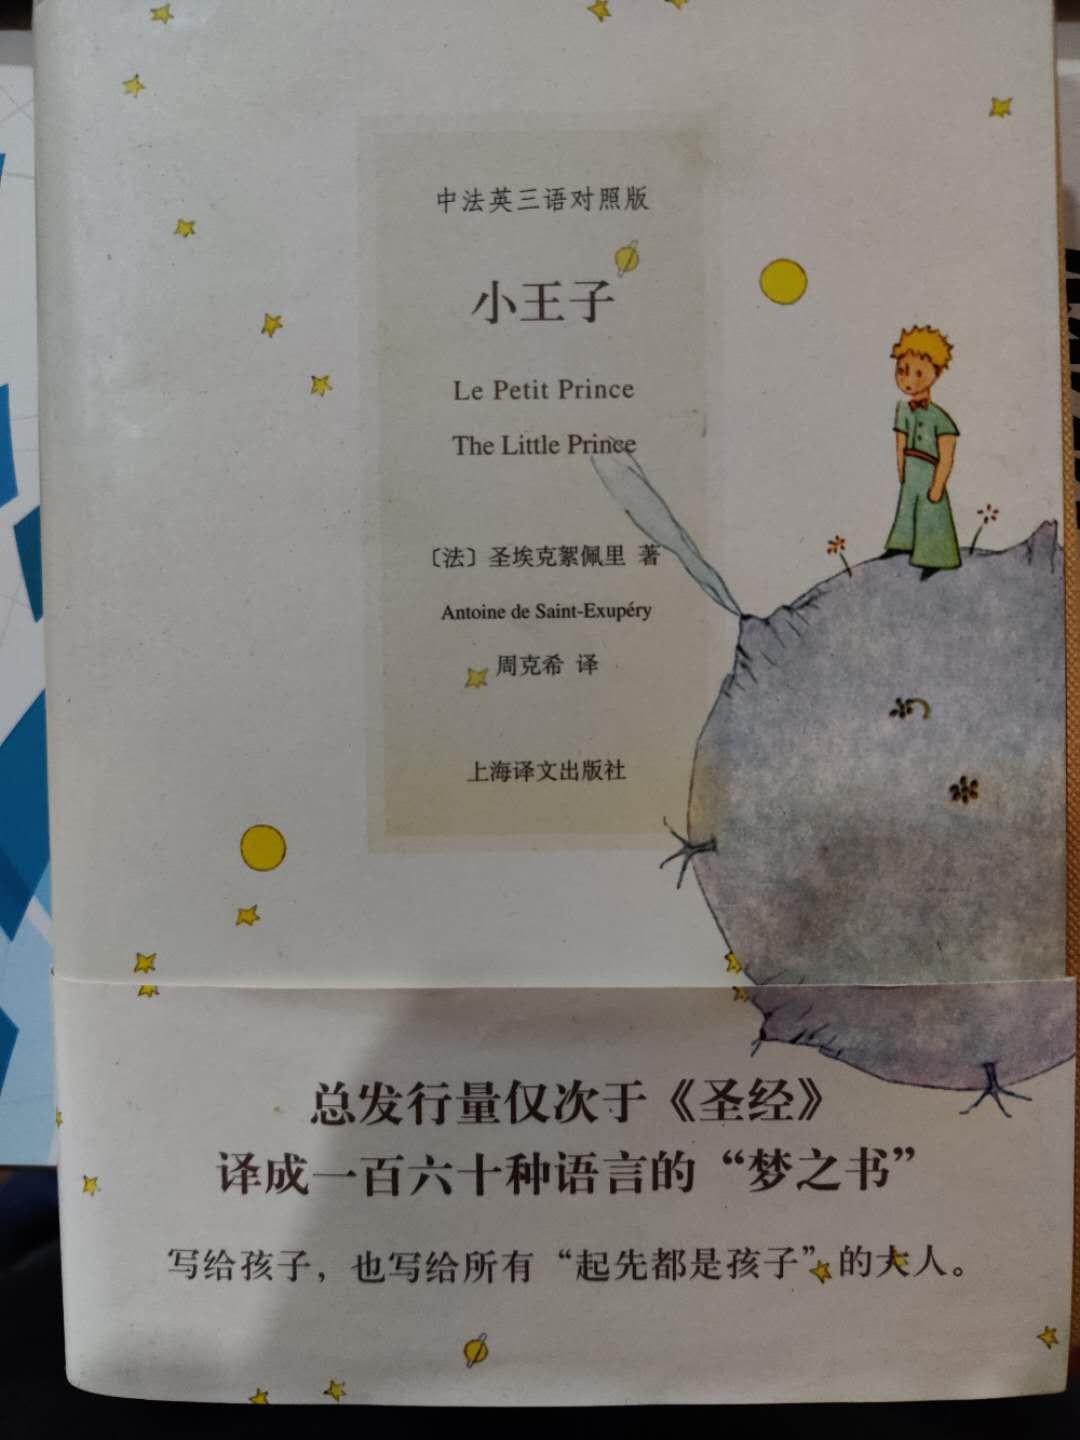 中法英三语对照版
小王子
Le Petit Prince
The Little Prince
〔法〕圣埃克絮佩里 著
Antoine de Saint-Exupéry
周克希 译
上海译文出版社
总发行量仅次于《圣经》
译成一百六十种语言的“梦之书”
写给孩子，也写给所有“起先都是孩子”的大人。